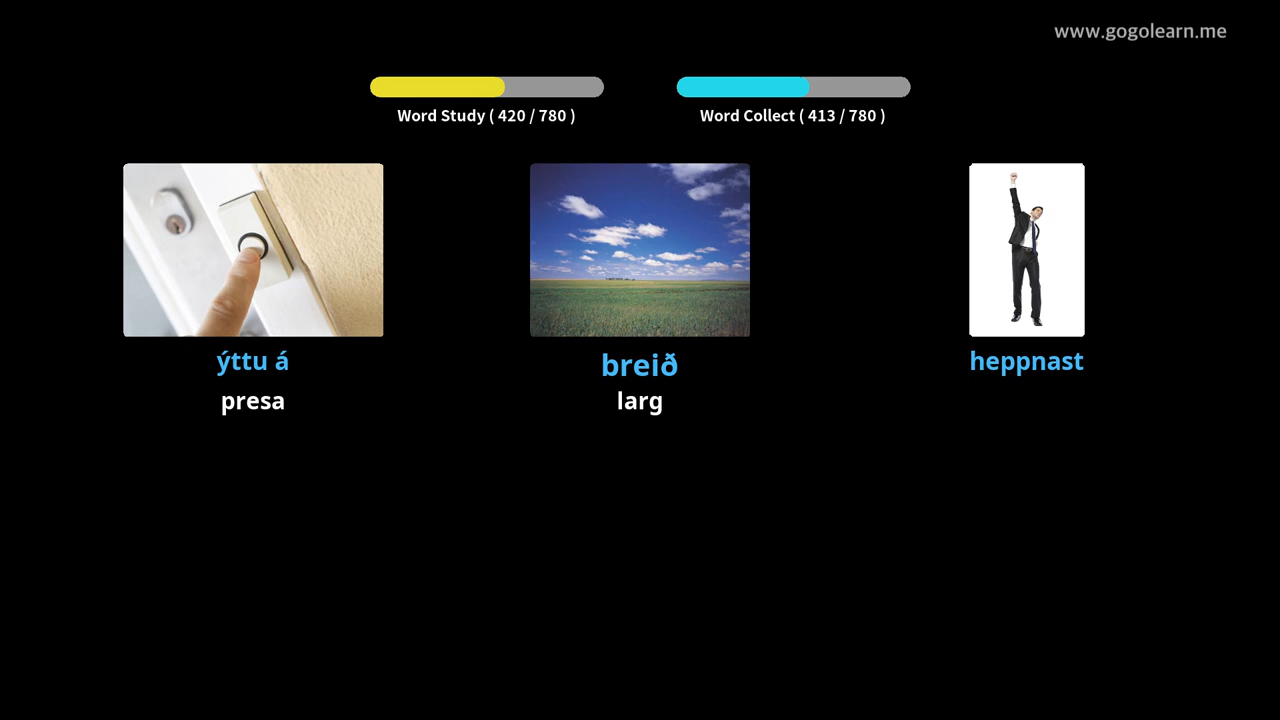 www.gogolearn.me
Word Study ( 420 / 780 )
Word Collect ( 413 / 780 )
ýttu á
presa
breið
larg
heppnast